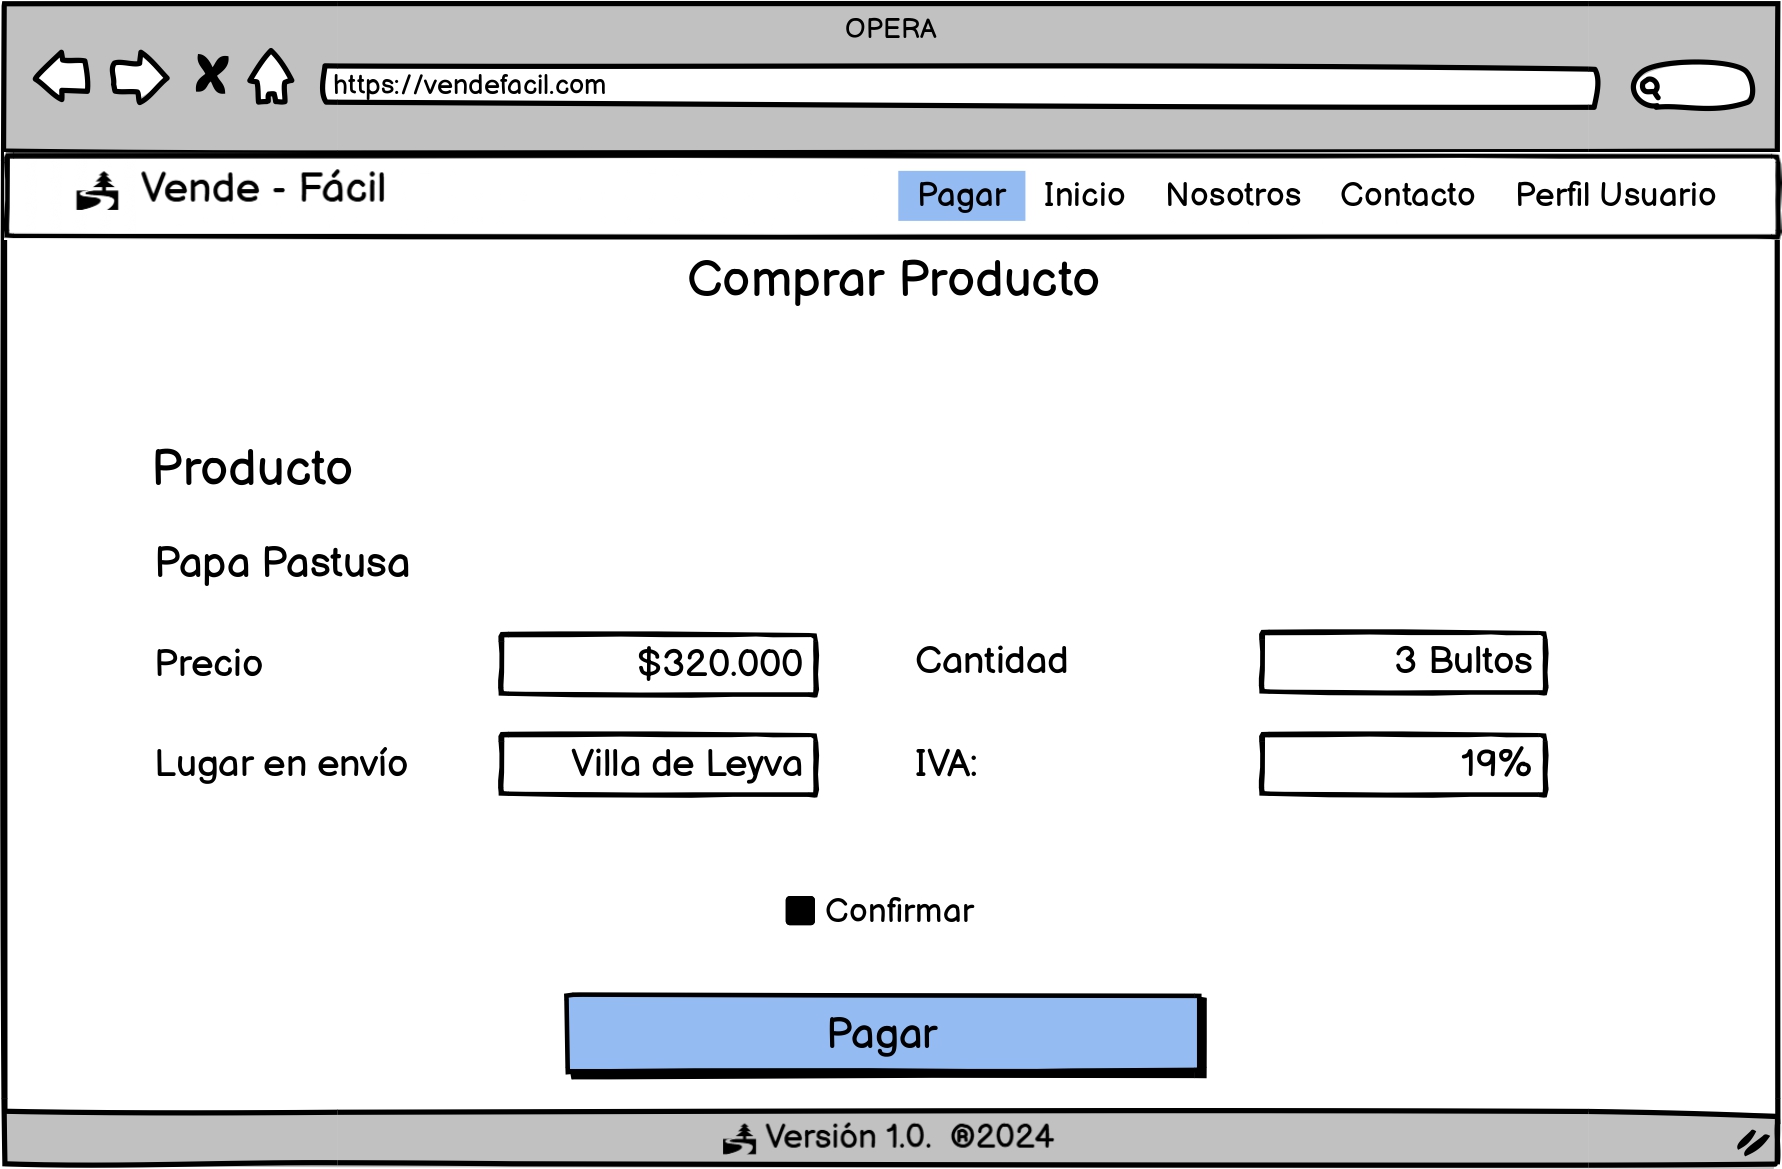 OPERA
https://vendefacil.com
Vende - Fácil
Pagar Inicio Nosotros Contacto Perfil Usuario
Comprar Producto
Producto
Papa Pastusa
Precio $320.000 Cantidad 3 Bultos
Lugar en envío Villa de Leyva IVA: 19%
Confirmar
Pagar
Versión 1.0. ®2024